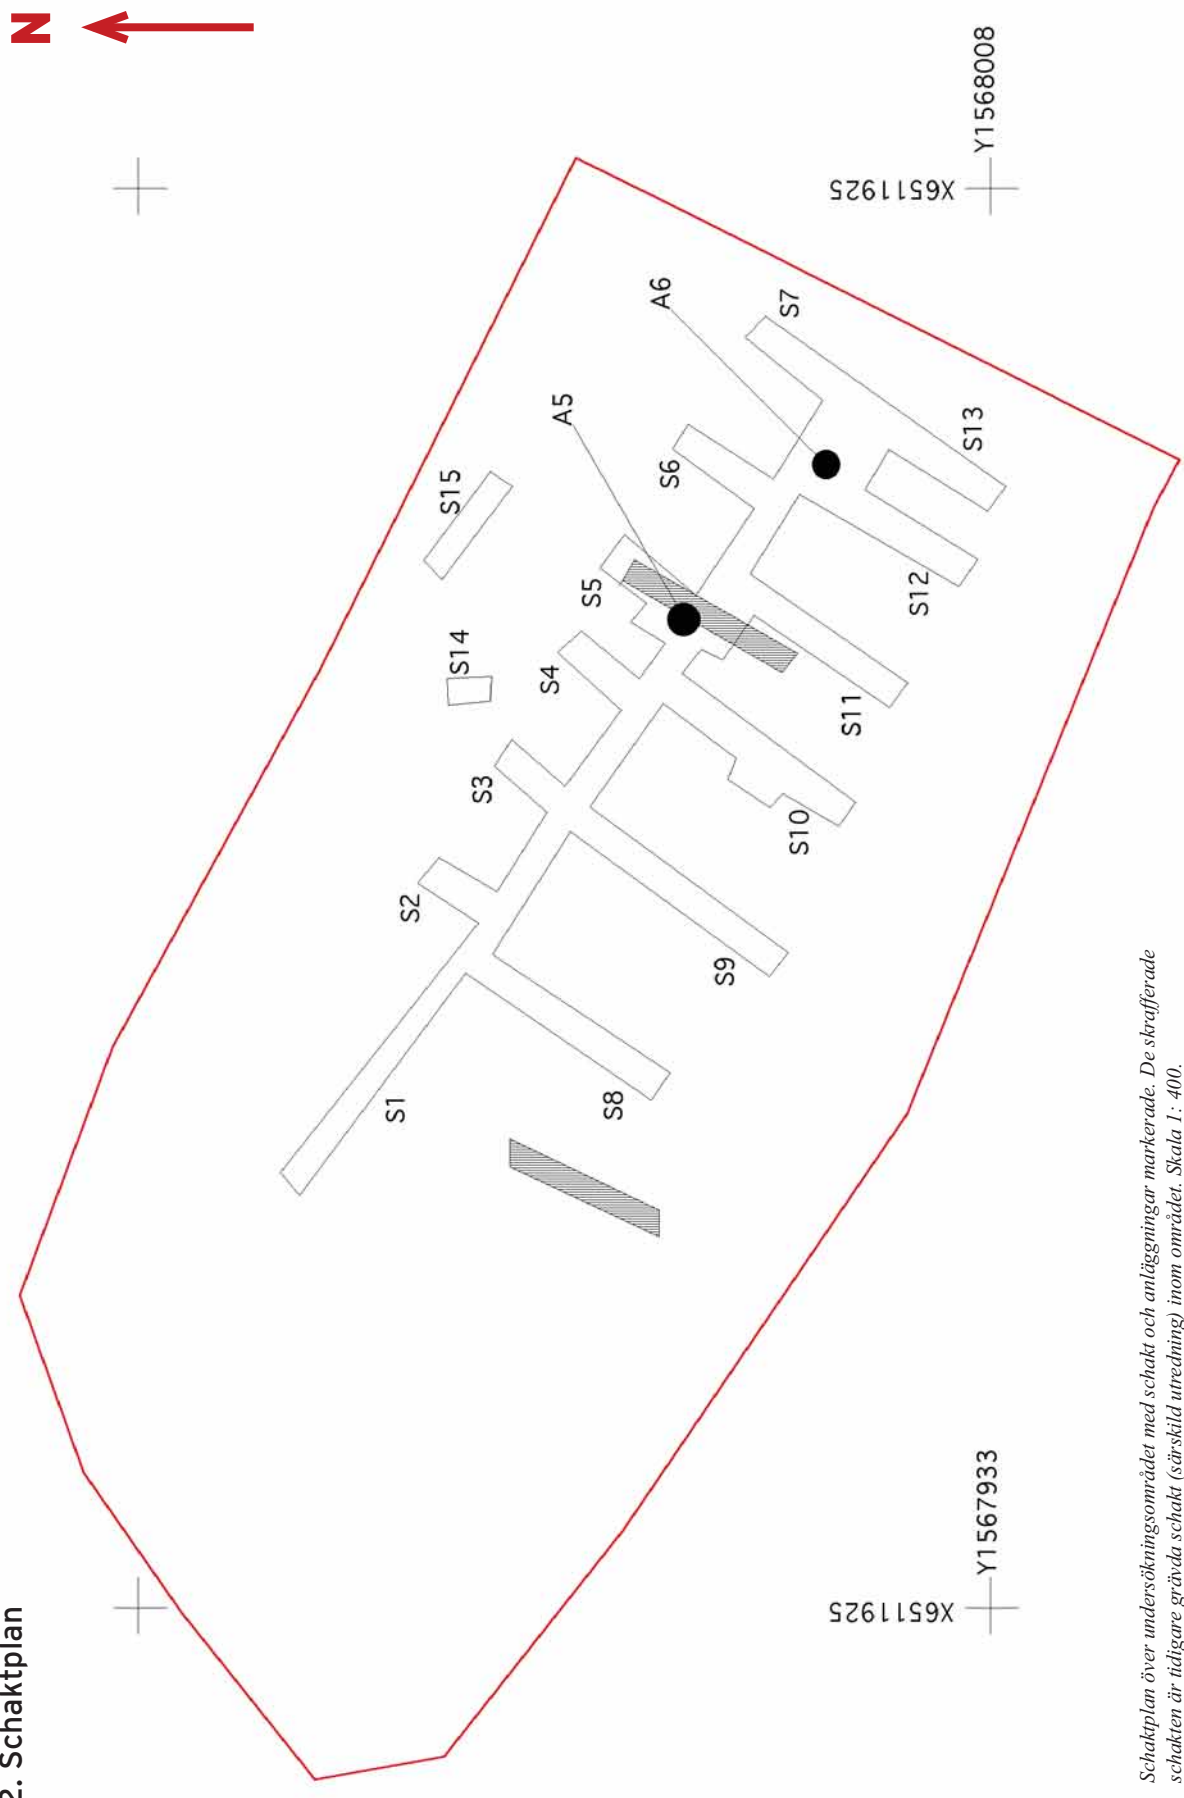 2. Schaktplan
N
S1
S2
S3
S14
S4
S15
S5
A5
S6
A6
S7
S8
S9
S10
S11
S12
S13
X6511925
Y1567933
X6511925
Y1568008
Schaktplan över undersökningsområdet med schakt och anläggningar markerade. De skrafferade
schakten är tidigare grävda schakt (särskild utredning) inom området. Skala 1: 400.